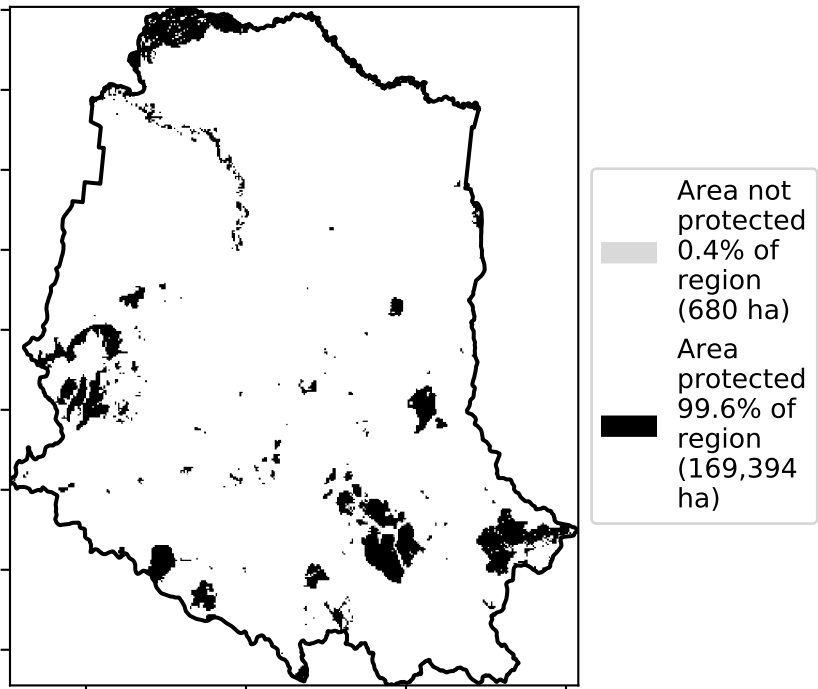 Area not
protected
0.4% of
region
(680 ha)
Area
protected
99.6% of
region
(169,394
ha)